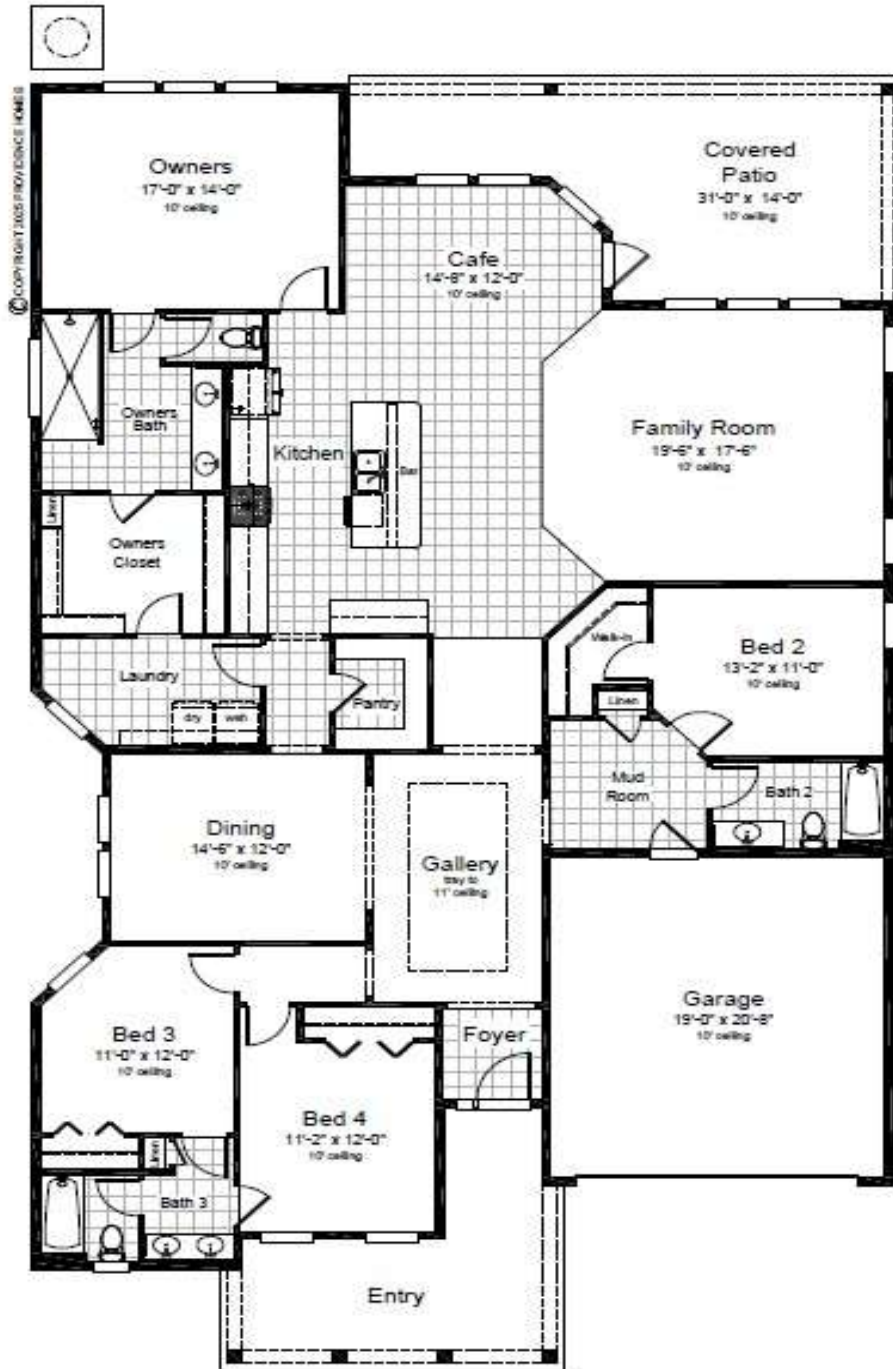 © COPYRIGHT 2005 PROVIDENCE HOMES
Owners
17'-0" x 14'-0"
10' ceiling
Covered
Patio
31'-0" x 14'-0"
10' ceiling
Cafe
14'-8" x 12'-0"
10' ceiling
Owners
Bath
Kitchen
Bar
Family Room
19'-6" x 17'-6"
10' ceiling
Linen
Owners
Closet
Walk-in
Bed 2
13'-2" x 11'-0"
10' ceiling
Laundry
dry
wsh
Pantry
Linen
Mud
Room
Bath 2
Dining
14'-6" x 12'-0"
10' ceiling
Gallery
tray to
11' ceiling
Garage
19'-0" x 20'-8"
10' ceiling
Bed 3
11'-0" x 12'-0"
10' ceiling
Foyer
Bed 4
11'-2" x 12'-0"
10' ceiling
Linen
Bath 3
Entry